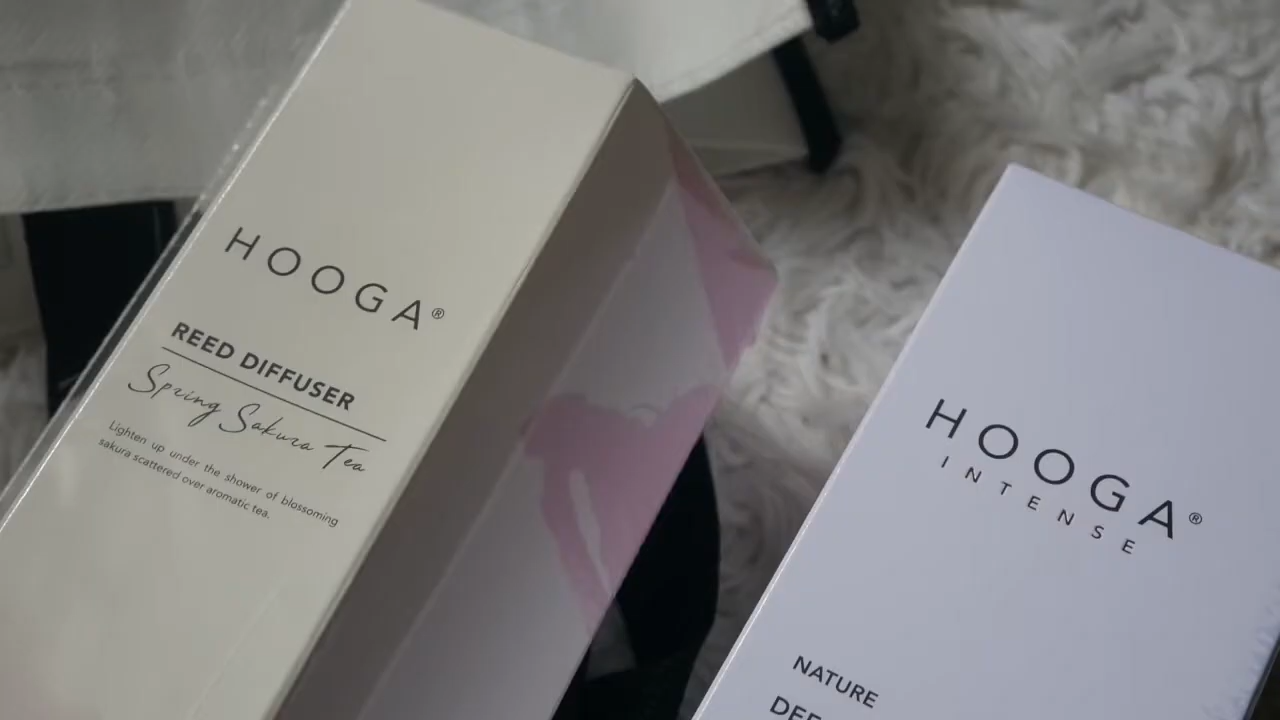 HOOGA®
REED DIFFUSER
Spring Sakura Tea
Lighten up under the shower of blossoming
sakura scattered over aromatic tea.
HOOGA®
INTENSE
NATURE